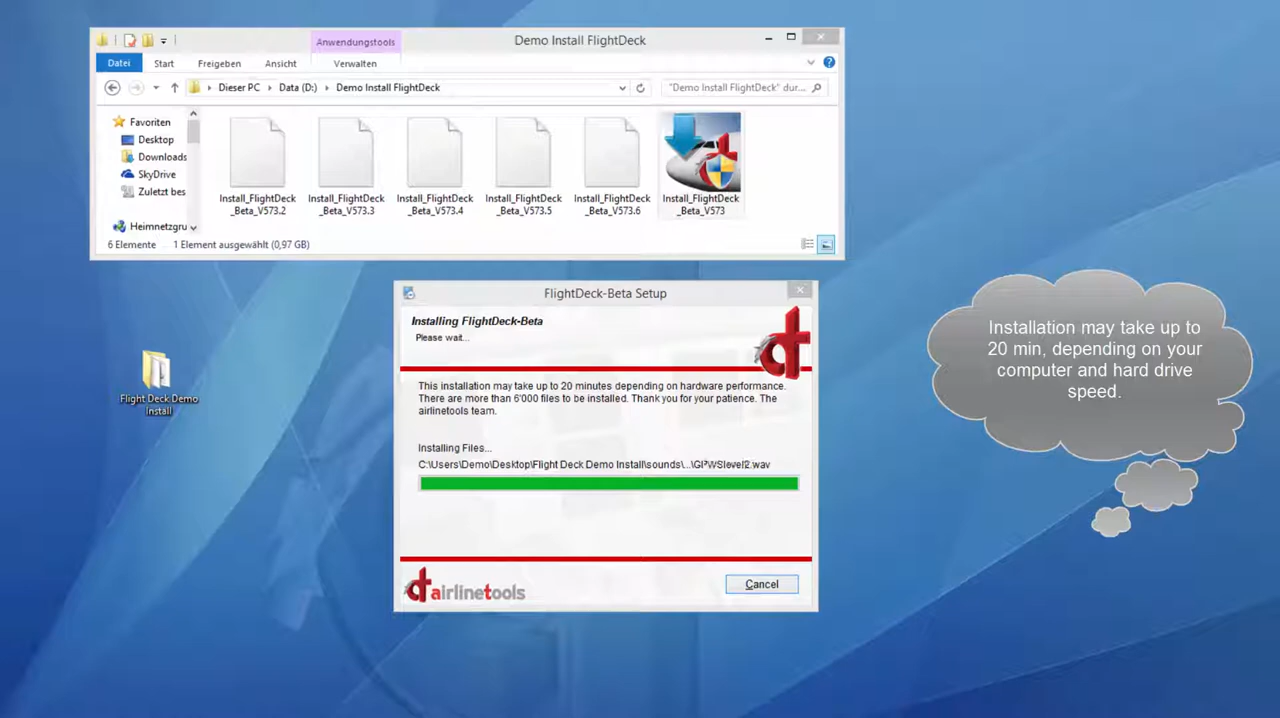 Anwendungstools
Demo Install FlightDeck
Datei
Start
Freigeben
Ansicht
Verwalten
Dieser PC
Data (D:)
Demo Install FlightDeck
"Demo Install FlightDeck" dur...
Favoriten
Desktop
Downloads
SkyDrive
Zuletzt bes
Heimnetzgru
Install_FlightDeck
_Beta_V573.2
Install_FlightDeck
_Beta_V573.3
Install_FlightDeck
_Beta_V573.4
Install_FlightDeck
_Beta_V573.5
Install_FlightDeck
_Beta_V573.6
Install_FlightDeck
_Beta_V573
6 Elemente
1 Element ausgewählt (0,97 GB)
Flight Deck Demo
Install
FlightDeck-Beta Setup
Installing FlightDeck-Beta
Please wait...
This installation may take up to 20 minutes depending on hardware performance.
There are more than 6'000 files to be installed. Thank you for your patience. The
airlinetools team.
Installing Files...
C:\Users\Demo\Desktop\Flight Deck Demo Install\sounds\...\GPWSlevel2.wav
airlinetools
Cancel
Installation may take up to
20 min, depending on your
computer and hard drive
speed.